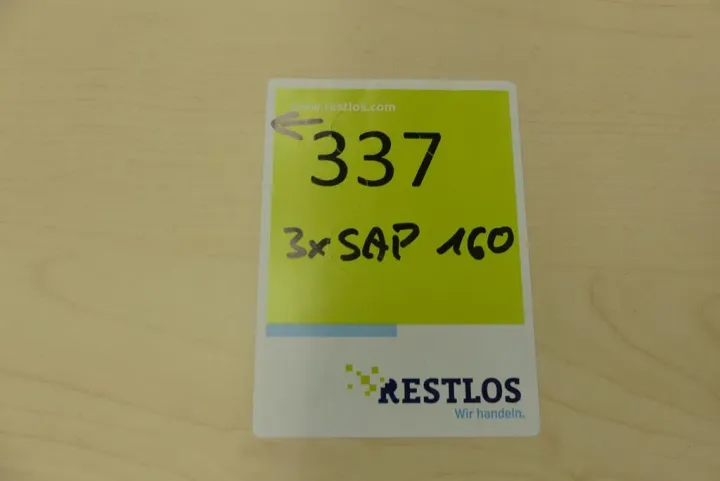 www.restlos.com
337
3x SAP 160
RESTLOS
Wir handeln.